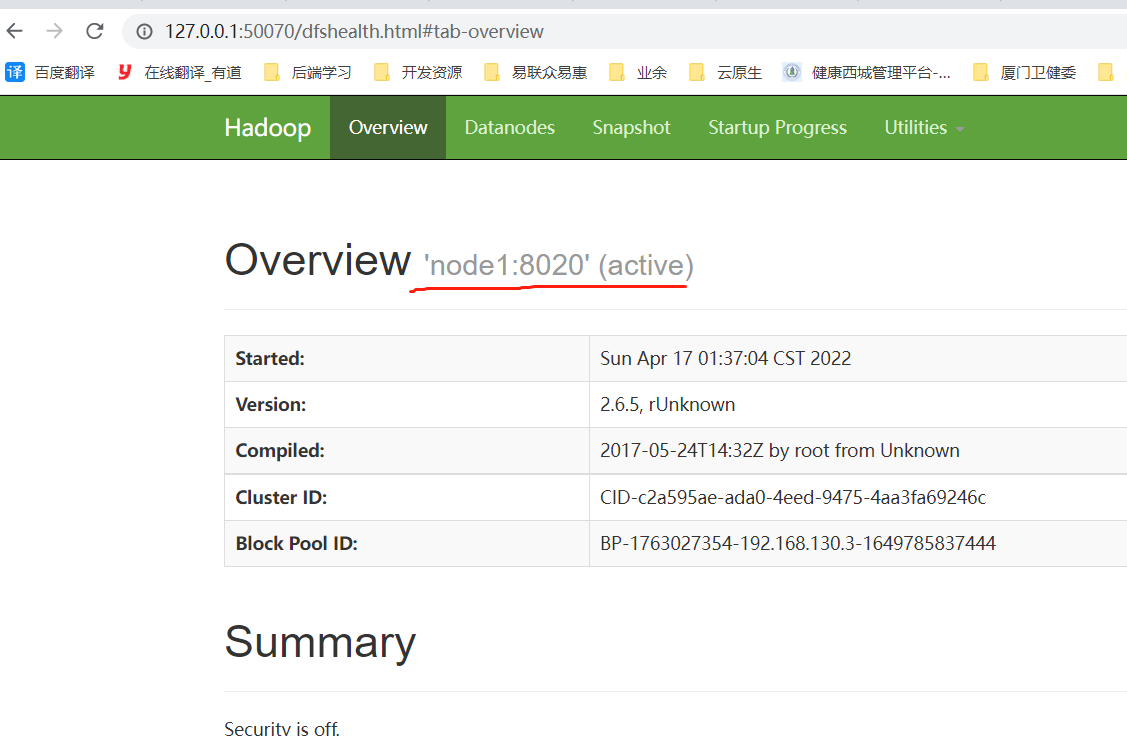 127.0.0.1:50070/dfshealth.html#tab-overview
译 百度翻译 y 在线翻译_有道 后端学习 开发资源 易联众易惠 业余 云原生 健康西城管理平台-... 厦门卫健委
Hadoop Overview Datanodes Snapshot Startup Progress Utilities
Overview 'node1:8020' (active)
Started: Sun Apr 17 01:37:04 CST 2022
Version: 2.6.5, rUnknown
Compiled: 2017-05-24T14:32Z by root from Unknown
Cluster ID: CID-c2a595ae-ada0-4eed-9475-4aa3fa69246c
Block Pool ID: BP-1763027354-192.168.130.3-1649785837444
Summary
Security is off.